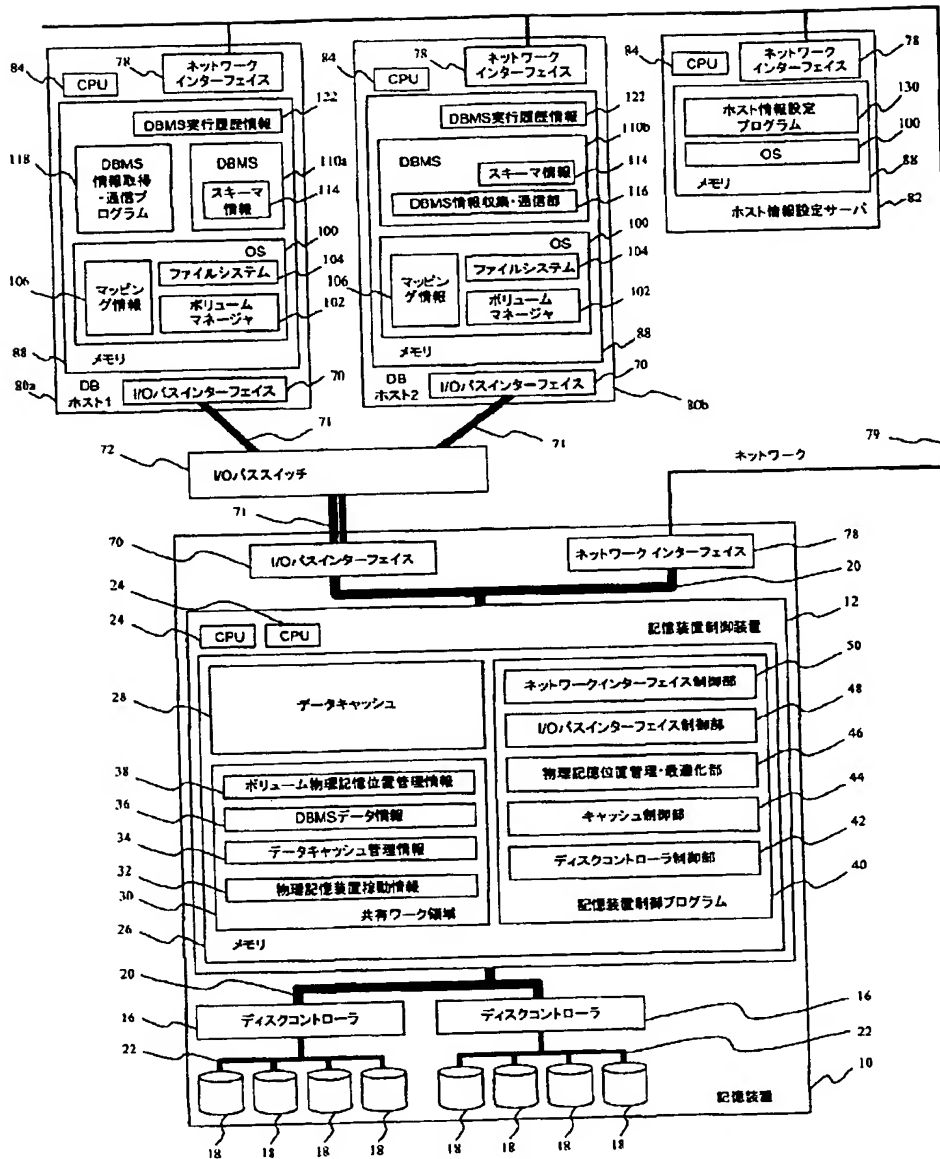 84
CPU
78
ネットワーク
インターフェイス
122
DBMS実行履歴情報
118
DBMS
情報取得
・通信プ
ログラム
DBMS
110a
スキーマ
情報
114
100
OS
104
106
マッピン
グ情報
ファイルシステム
ボリューム
マネージャ
102
88
メモリ
80a
DB
ホスト1
I/Oパスインターフェイス
70
84
CPU
78
ネットワーク
インターフェイス
122
DBMS実行履歴情報
110b
DBMS
スキーマ情報
114
DBMS情報収集・通信部
116
100
OS
104
106
マッピン
グ情報
ファイルシステム
ボリューム
マネージャ
102
メモリ
88
DB
ホスト2
I/Oパスインターフェイス
70
80b
84
CPU
ネットワーク
インターフェイス
78
ホスト情報設定
プログラム
130
OS
100
メモリ
88
ホスト情報設定サーバ
82
71
71
72
I/Oパススイッチ
79
ネットワーク
71
70
I/Oパスインターフェイス
ネットワーク インターフェイス
78
20
24
24
CPU
CPU
記憶装置制御装置
12
28
データキャッシュ
ネットワークインターフェイス制御部
50
I/Oパスインターフェイス制御部
48
38
ボリューム物理記憶位置管理情報
物理記憶位置管理・最適化部
46
36
DBMSデータ情報
キャッシュ制御部
44
34
データキャッシュ管理情報
ディスクコントローラ制御部
42
32
物理記憶装置稼動情報
30
共有ワーク領域
記憶装置制御プログラム
40
26
メモリ
20
16
ディスクコントローラ
ディスクコントローラ
16
22
22
記憶装置
10
18
18
18
18
18
18
18
18